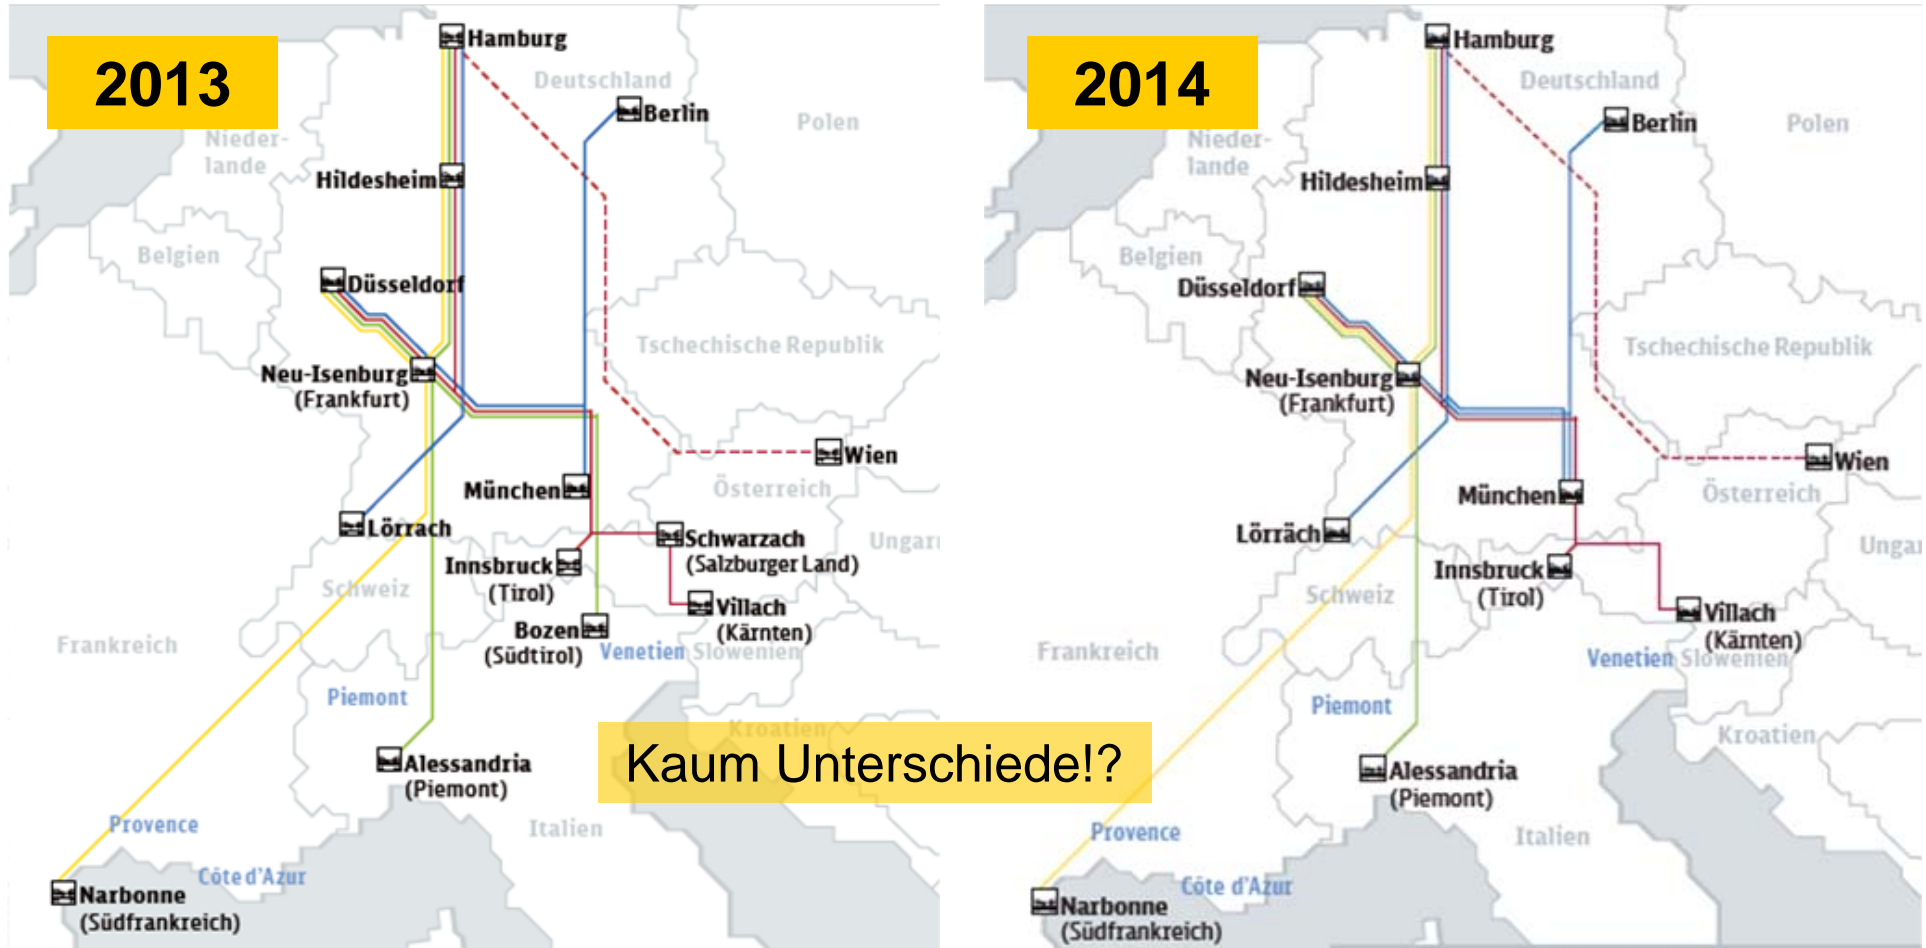 2013
Hamburg
Deutschland
Berlin
Polen
Nieder-
lande
Hildesheim
Belgien
Düsseldorf
Tschechische Republik
Neu-Isenburg
(Frankfurt)
Wien
München
Österreich
Lörrach
Schwarzach
(Salzburger Land)
Ungarn
Innsbruck
(Tirol)
Schweiz
Villach
(Kärnten)
Bozen
(Südtirol)
Venetien
Slowenien
Frankreich
Piemont
Kroatien
Alessandria
(Piemont)
Provence
Italien
Côte d'Azur
Narbonne
(Südfrankreich)
Kaum Unterschiede!?
2014
Hamburg
Deutschland
Berlin
Polen
Nieder-
lande
Hildesheim
Belgien
Düsseldorf
Tschechische Republik
Neu-Isenburg
(Frankfurt)
Wien
München
Österreich
Lörräch
Ungar
Innsbruck
(Tirol)
Schweiz
Villach
(Kärnten)
Frankreich
Venetien
Slowenien
Piemont
Kroatien
Alessandria
(Piemont)
Provence
Italien
Côte d'Azur
Narbonne
(Südfrankreich)